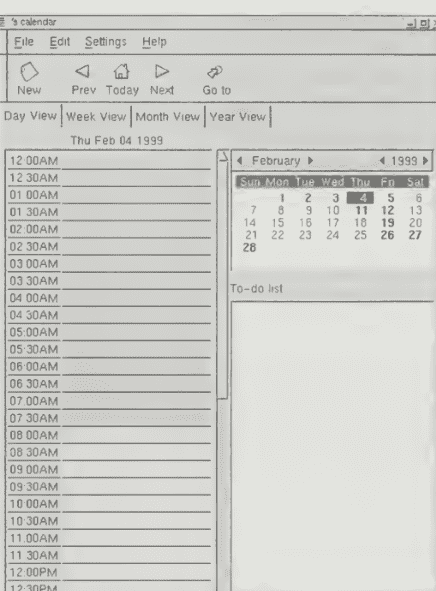 's calendar
File Edit Settings Help
New Prev Today Next Go to
Day View Week View Month View Year View
Thu Feb 04 1999
12:00AM
12:30AM
01:00AM
01:30AM
02:00AM
02:30AM
03:00AM
03:30AM
04:00AM
04:30AM
05:00AM
05:30AM
06:00AM
06:30AM
07:00AM
07:30AM
08:00AM
08:30AM
09:00AM
09:30AM
10:00AM
10:30AM
11:00AM
11:30AM
12:00PM
12:30PM
February 1999
Sun Mon Tue Wed Thu Fri Sat
1 2 3 4 5 6
7 8 9 10 11 12 13
14 15 16 17 18 19 20
21 22 23 24 25 26 27
28
To-do list